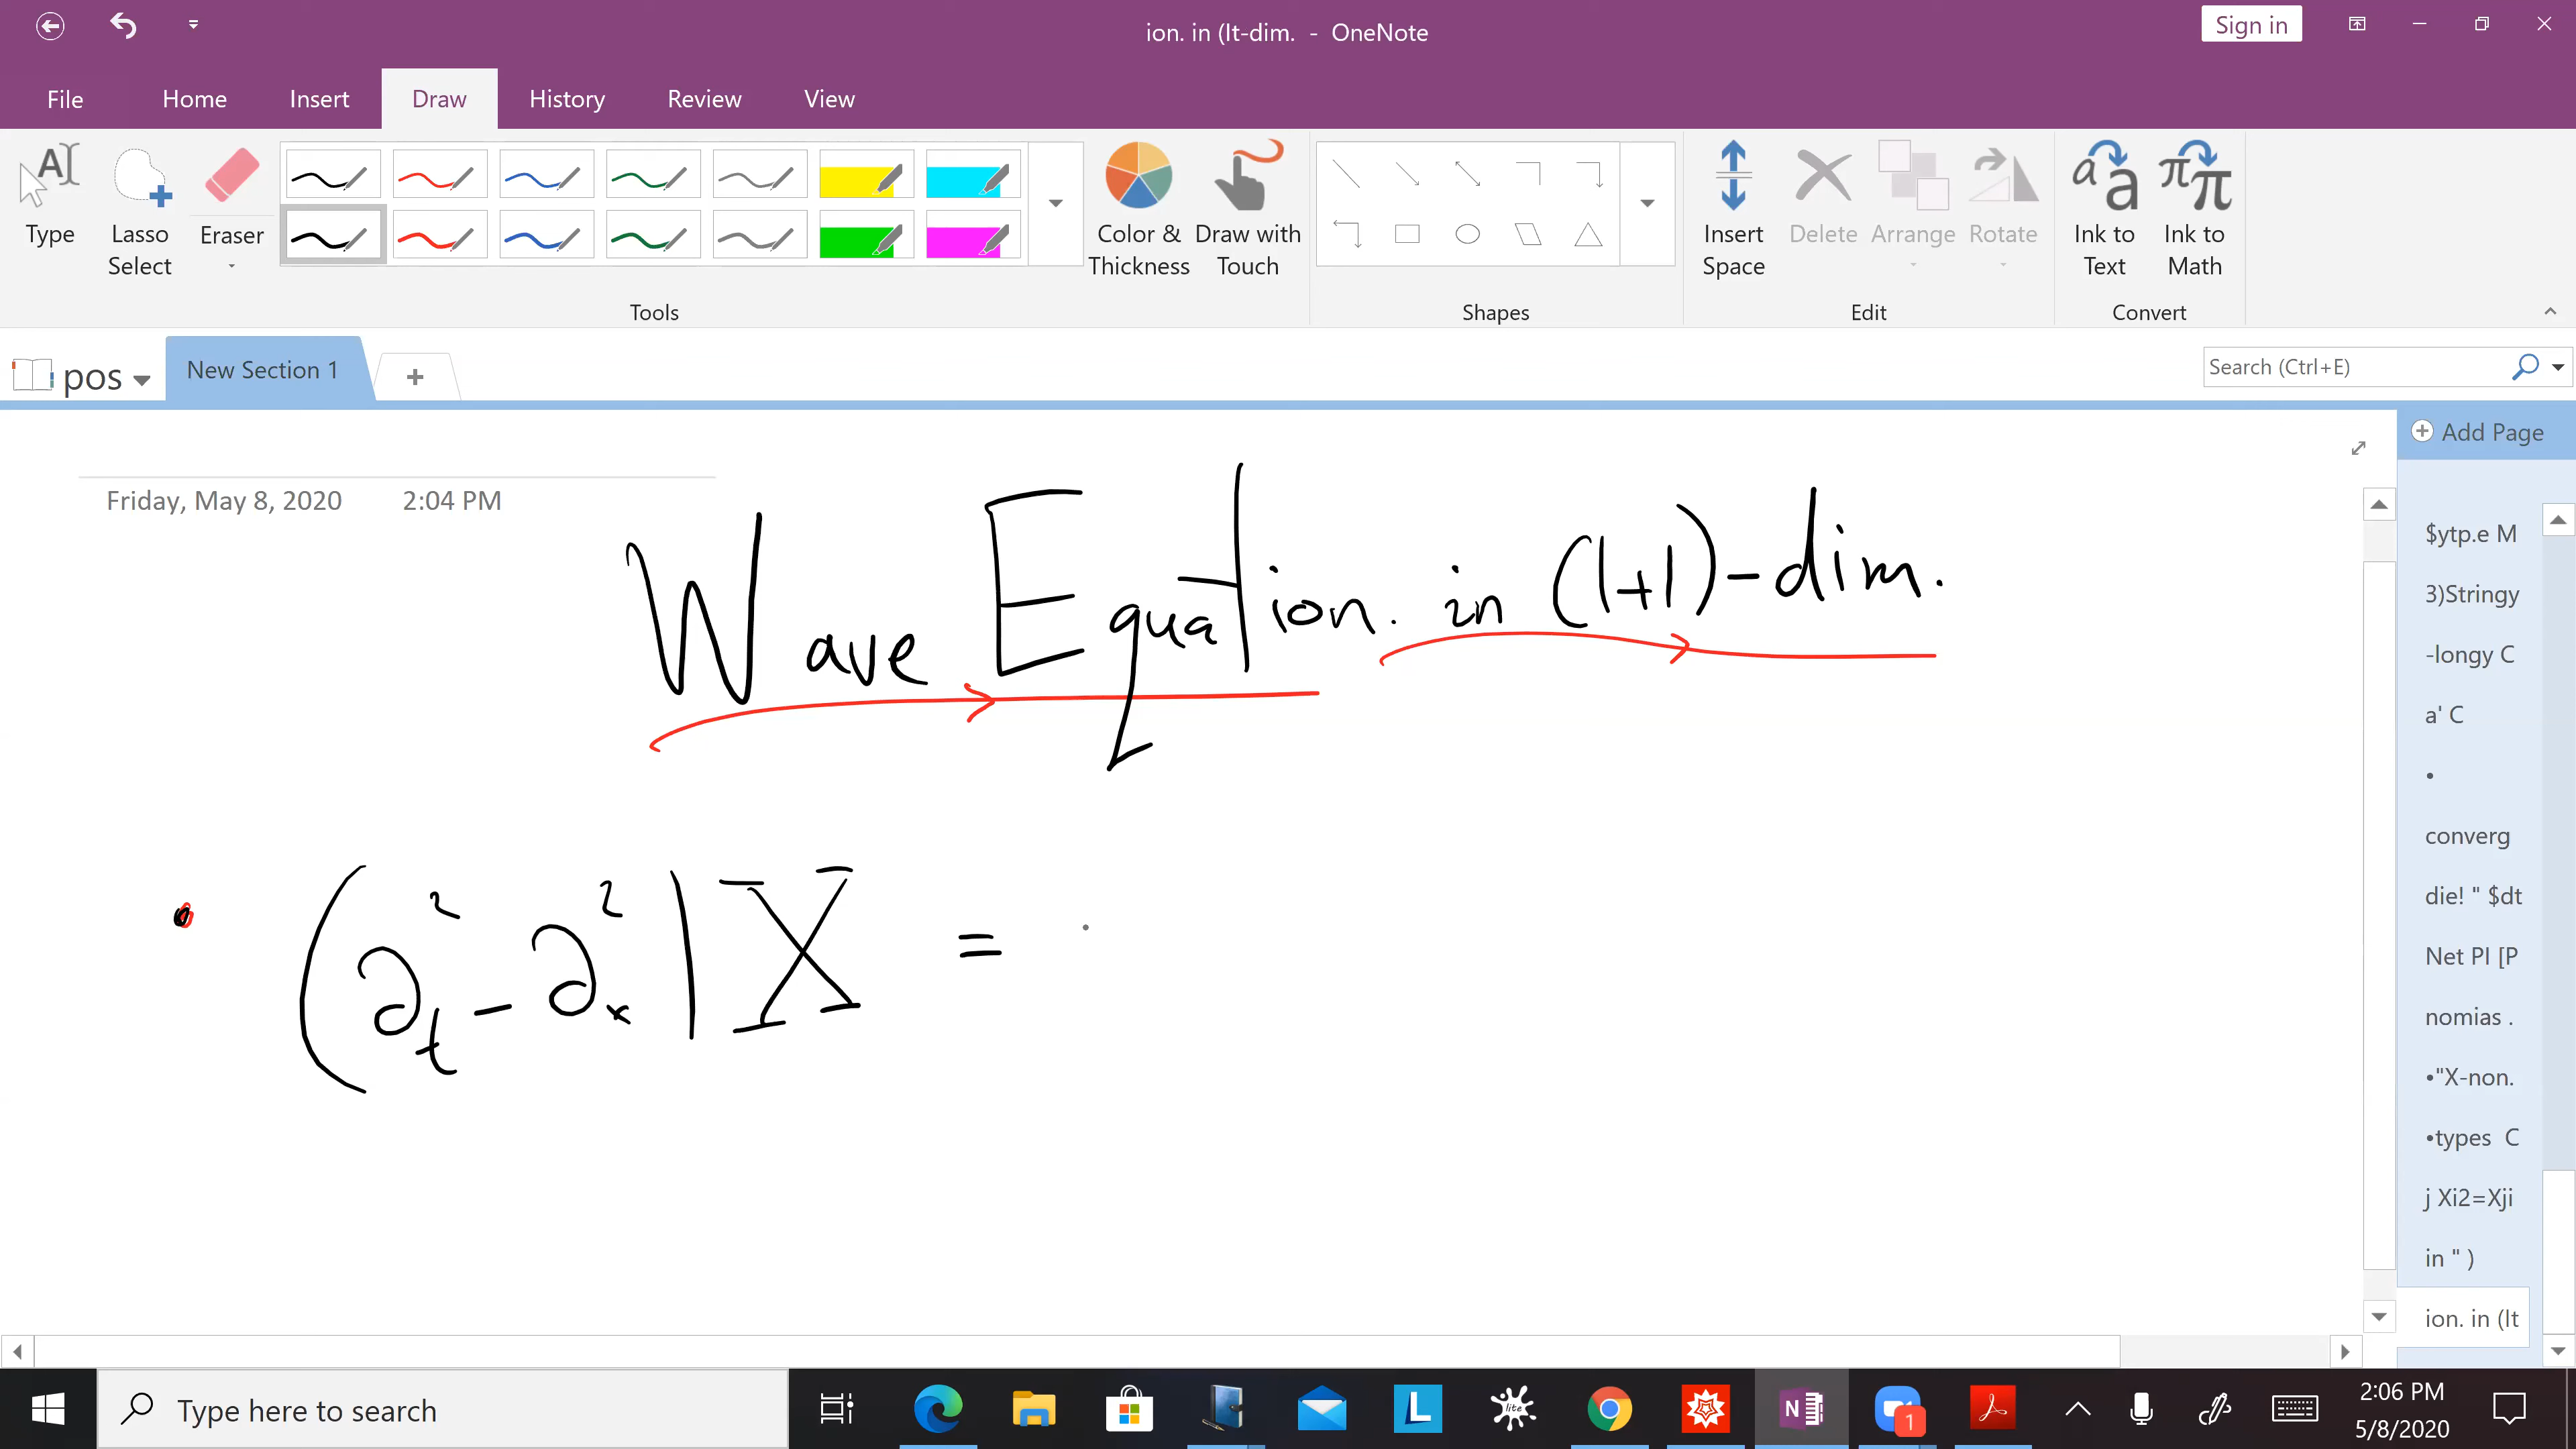 ion. in (It-dim. - OneNote
Sign in
File Home Insert Draw History Review View
Type
Lasso Select
Eraser
Color & Thickness
Draw with Touch
Insert Space
Delete
Arrange
Rotate
Ink to Text
Ink to Math
Tools
Shapes
Edit
Convert
pos
New Section 1
+
Search (Ctrl+E)
Add Page
Friday, May 8, 2020 2:04 PM
Wave Equation. in (1+1)-dim.
• (∂t² - ∂x²) X =
$ytp.e M
3)Stringy
-longy C
a' C
•
converg
die! " $dt
Net PI [P
nomias .
•"X-non.
•types C
j Xi2=Xji
in " )
ion. in (It
Type here to search
L
lite
N
1
2:06 PM
5/8/2020